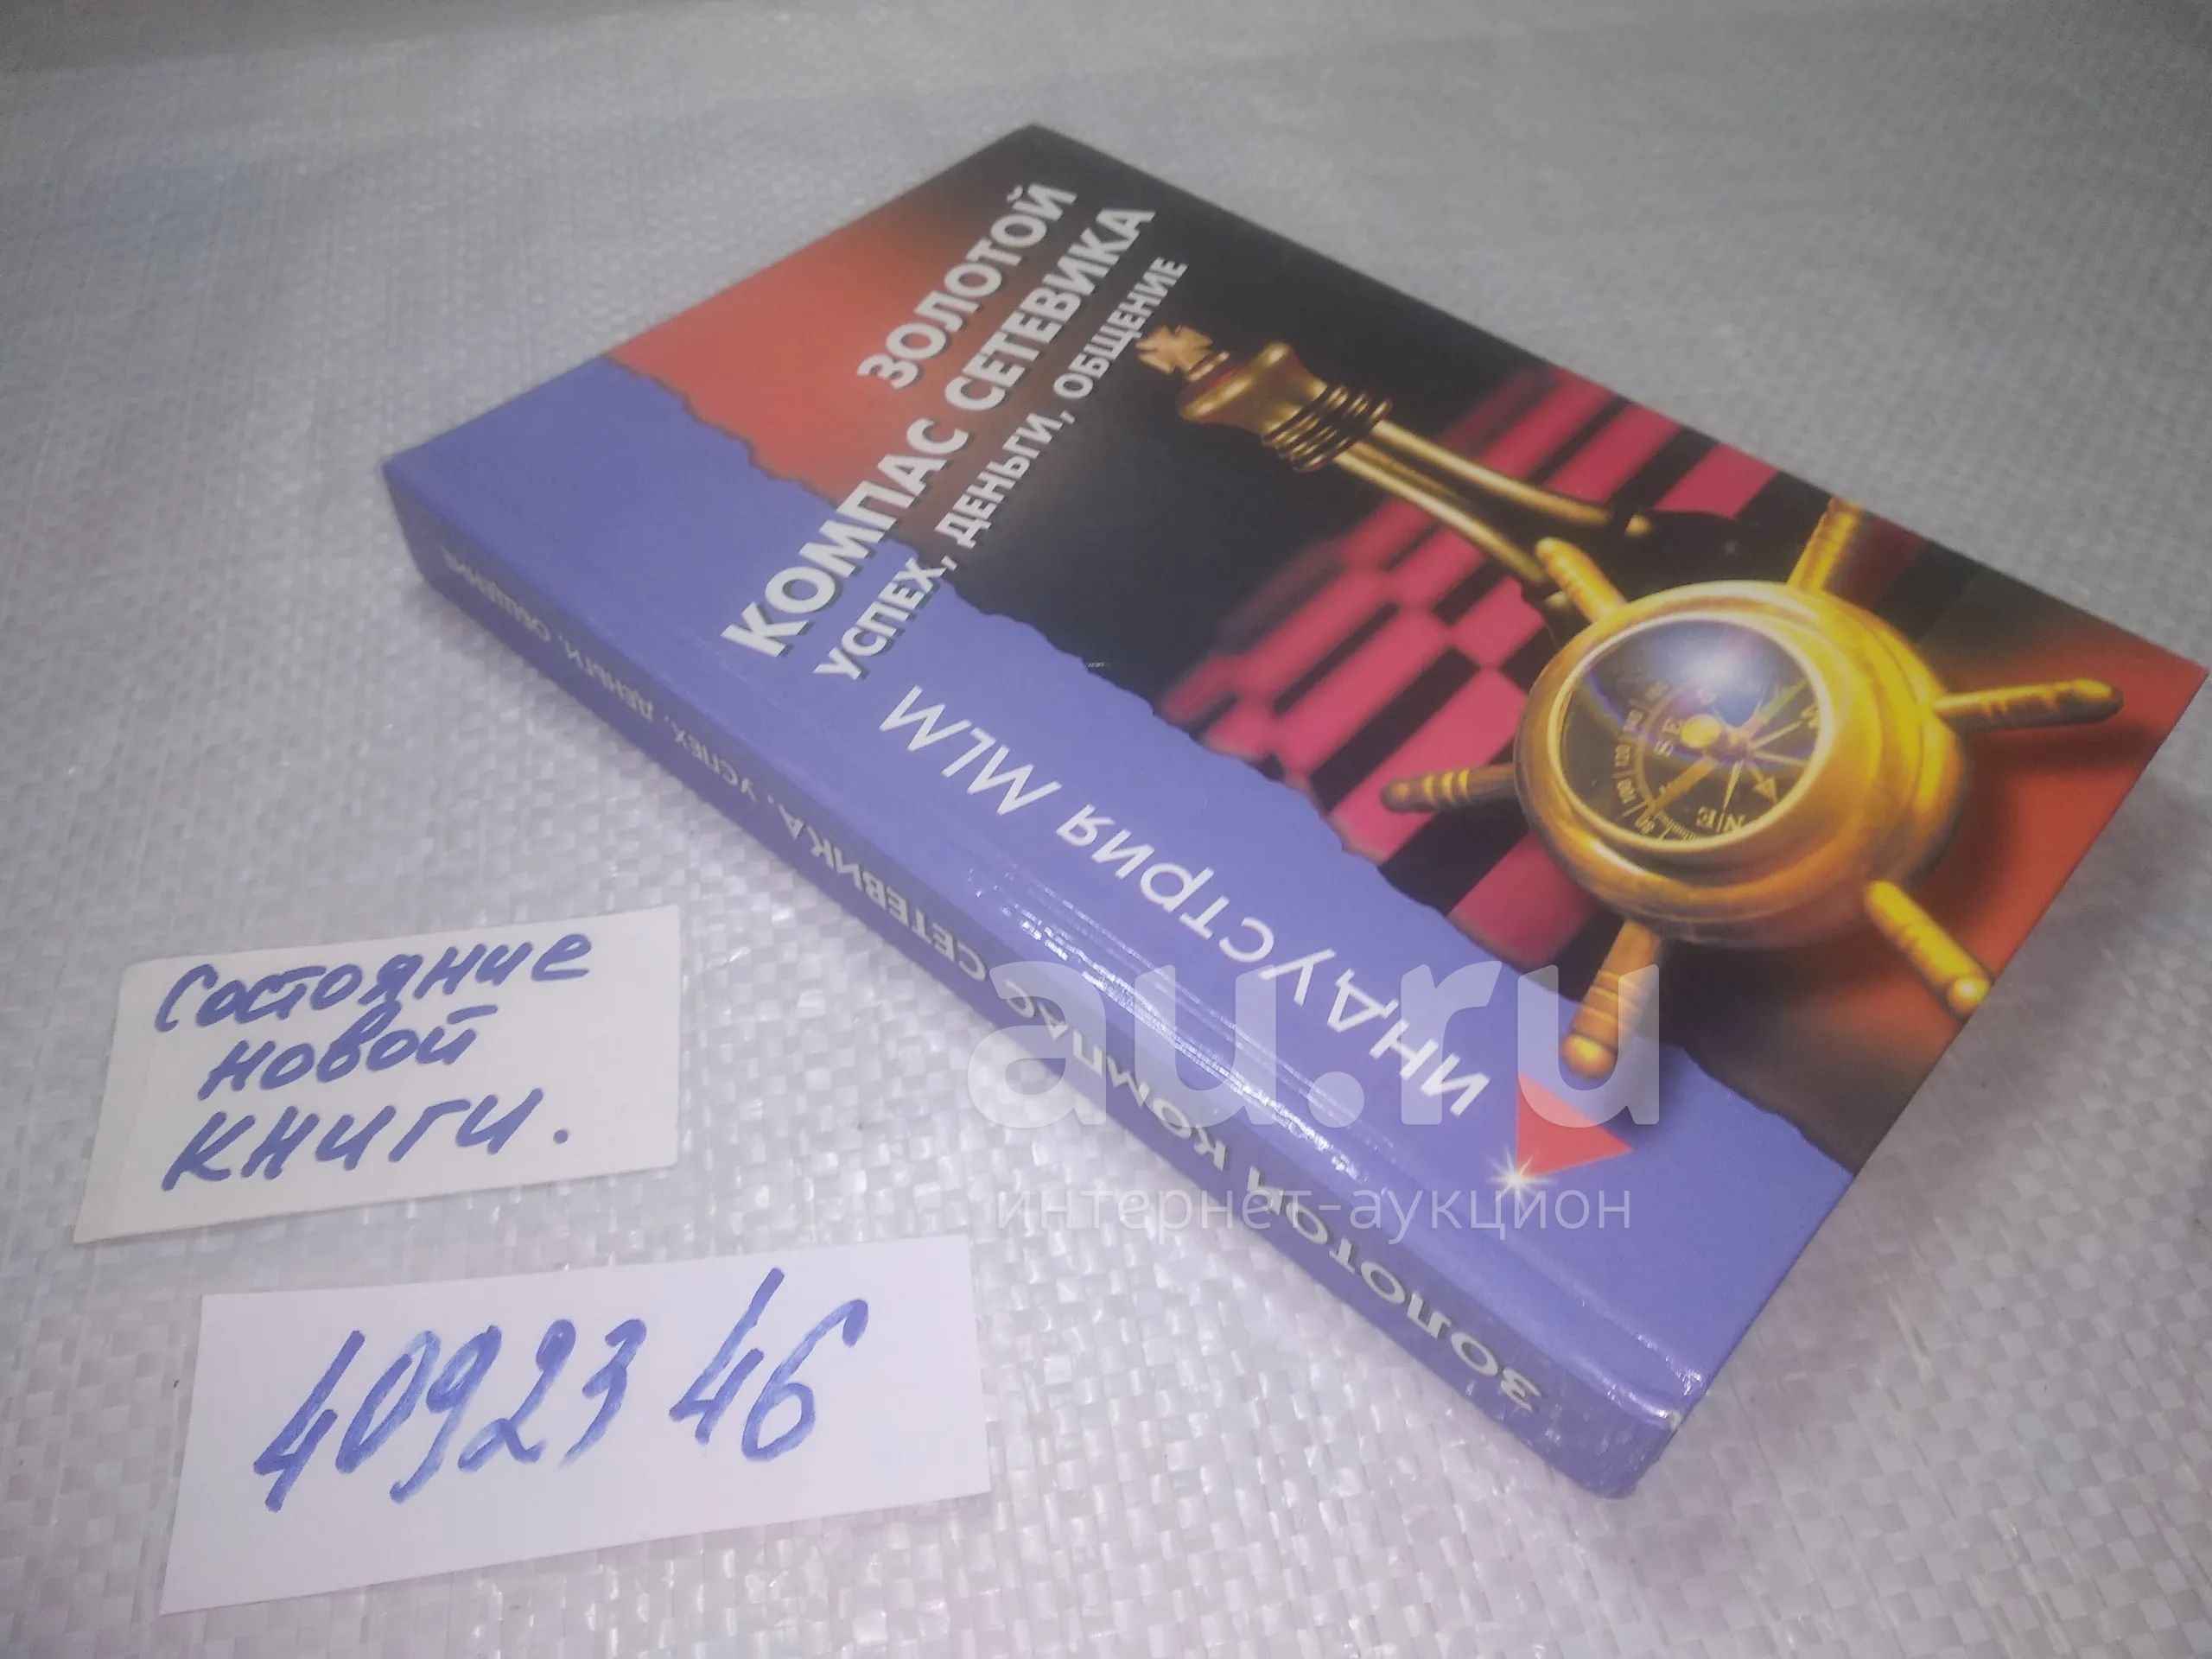 ЗОЛОТОЙ
КОМПАС СЕТЕВИКА
УСПЕХ, ДЕНЬГИ, ОБЩЕНИЕ
ИНДУСТРИЯ MLM
ЗОЛОТОЙ КОМПАС СЕТЕВИКА. УСПЕХ, ДЕНЬГИ, ОБЩЕНИЕ
au.ru
интернет-аукцион
Состояние
новой
книги.
4092346